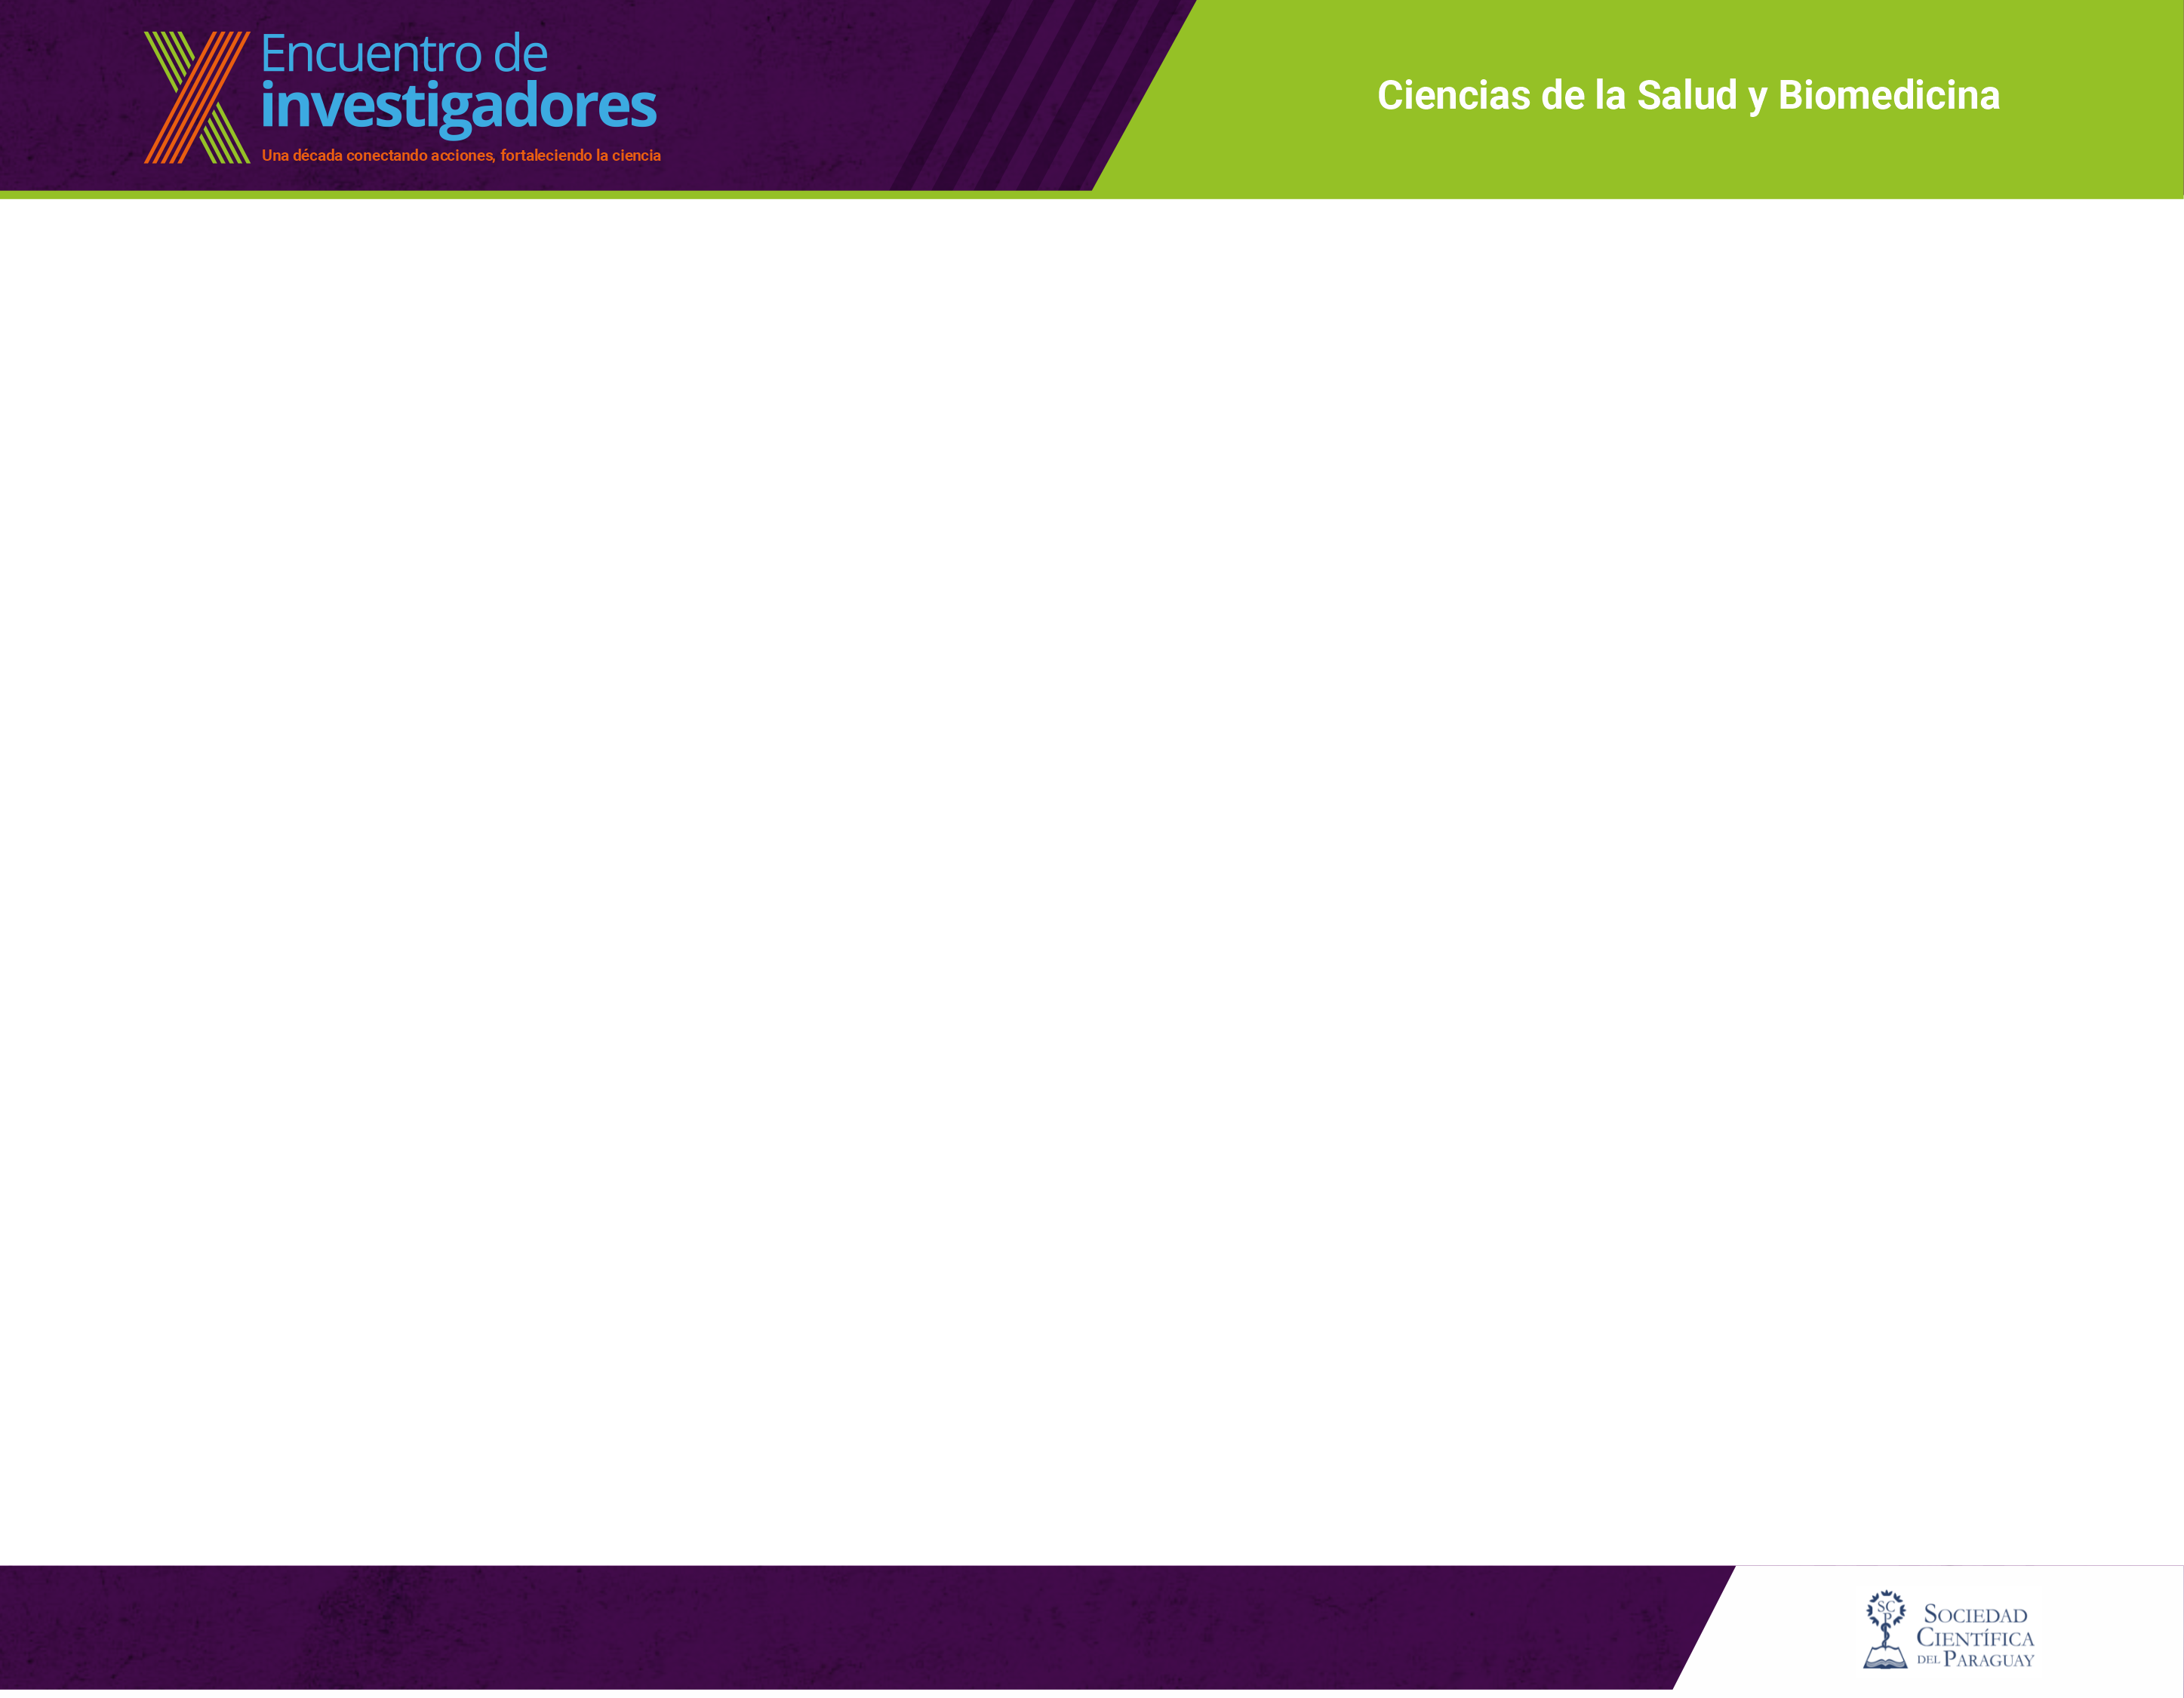 X Encuentro de
investigadores
Una década conectando acciones, fortaleciendo la ciencia
Ciencias de la Salud y Biomedicina
SCP
SOCIEDAD
CIENTÍFICA
DEL PARAGUAY